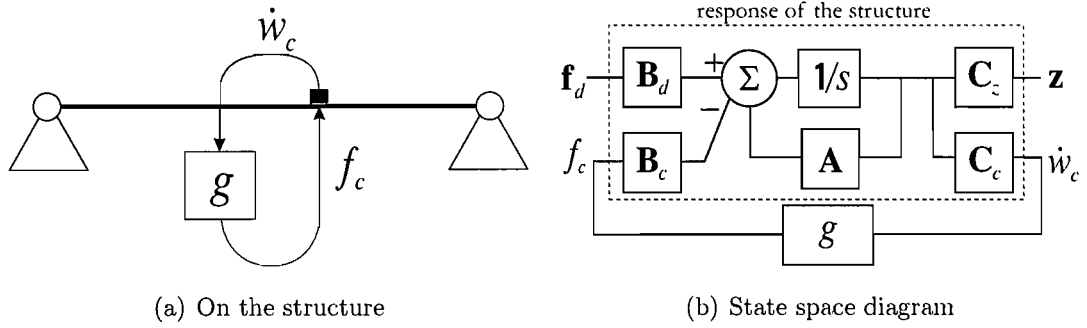 ẇ_c
g
f_c
(a) On the structure
response of the structure
f_d B_d + Σ 1/s C_z z
−
f_c B_c A C_c ẇ_c
g
(b) State space diagram